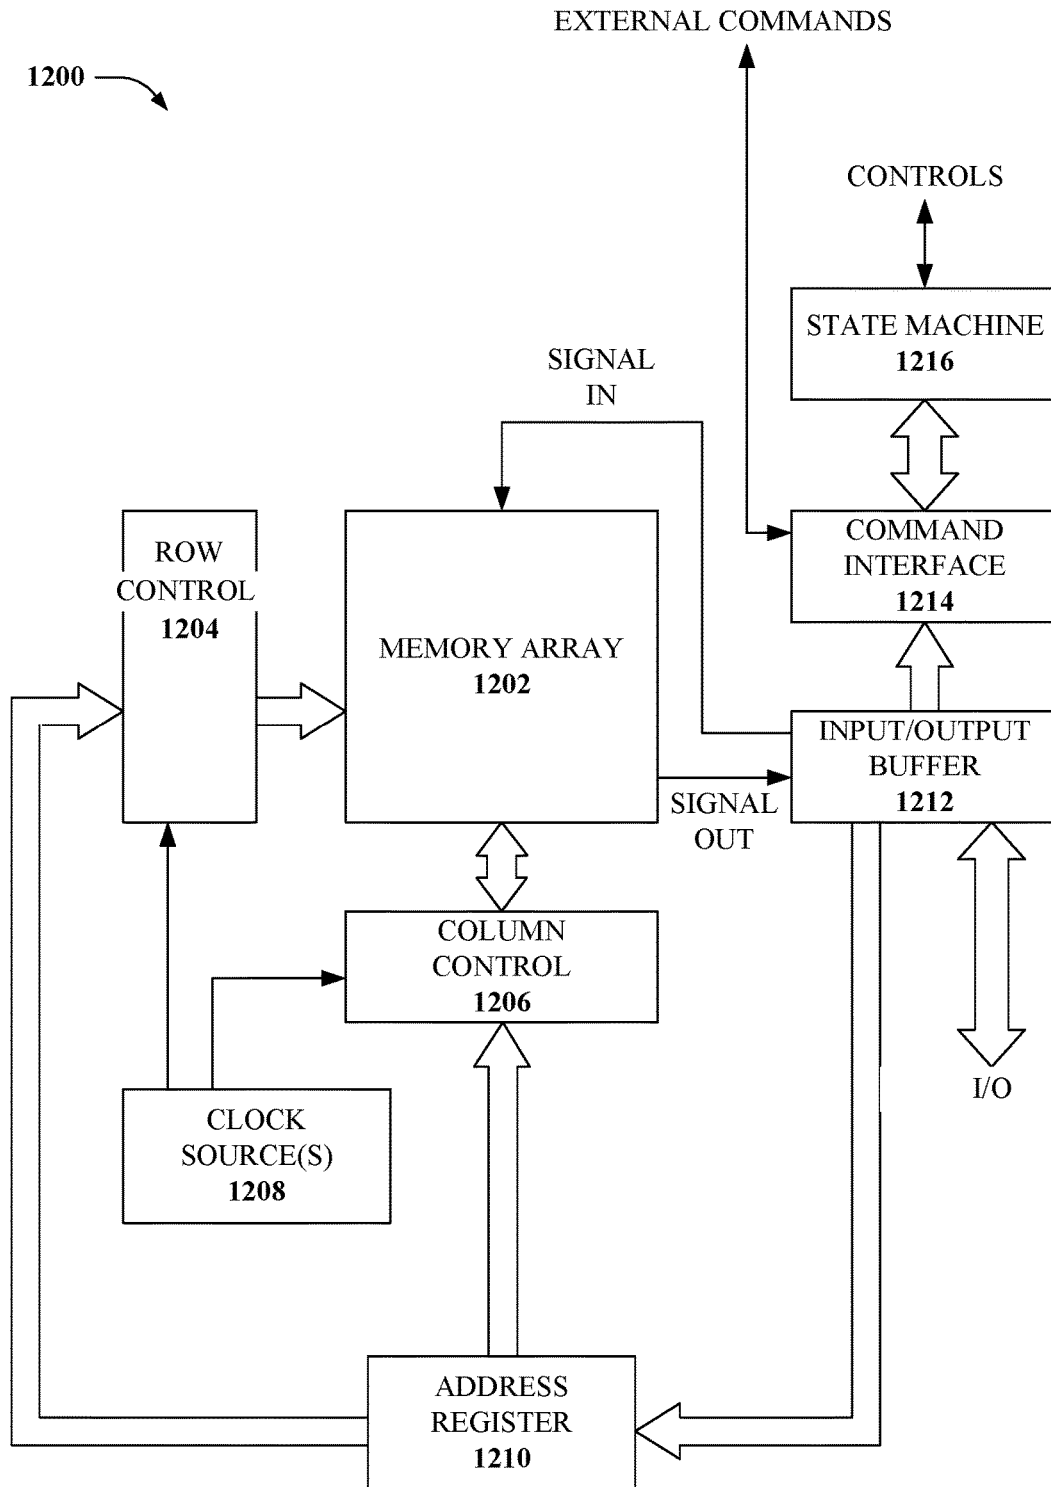 EXTERNAL COMMANDS
1200
CONTROLS
STATE MACHINE
1216
SIGNAL
IN
COMMAND
INTERFACE
1214
ROW
CONTROL
1204
MEMORY ARRAY
1202
INPUT/OUTPUT
BUFFER
1212
SIGNAL
OUT
COLUMN
CONTROL
1206
I/O
CLOCK
SOURCE(S)
1208
ADDRESS
REGISTER
1210